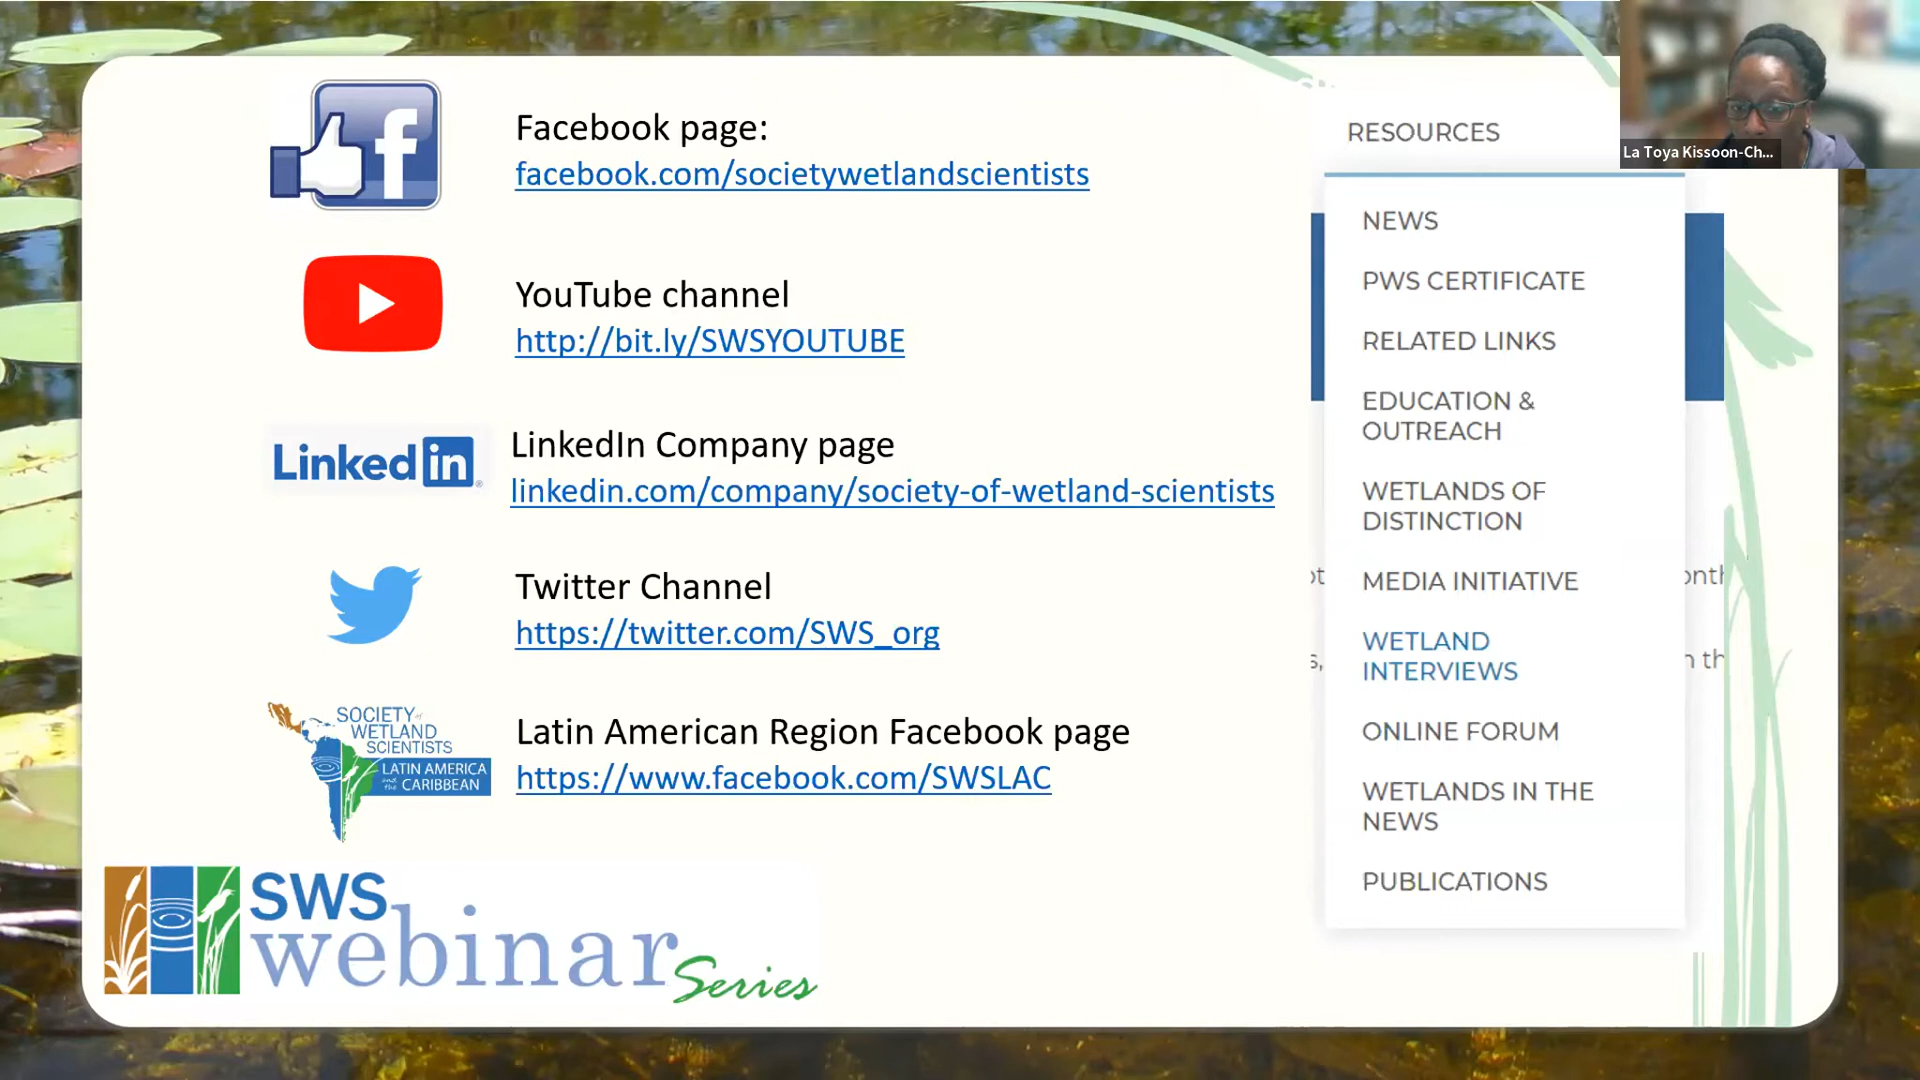 Facebook page:
facebook.com/societywetlandscientists
YouTube channel
http://bit.ly/SWSYOUTUBE
Linked in
LinkedIn Company page
linkedin.com/company/society-of-wetland-scientists
Twitter Channel
https://twitter.com/SWS_org
SOCIETY of
WETLAND
SCIENTISTS
LATIN AMERICA
and the CARIBBEAN
Latin American Region Facebook page
https://www.facebook.com/SWSLAC
SWS
webinar
Series
RESOURCES
NEWS
PWS CERTIFICATE
RELATED LINKS
EDUCATION &
OUTREACH
WETLANDS OF
DISTINCTION
MEDIA INITIATIVE
WETLAND
INTERVIEWS
ONLINE FORUM
WETLANDS IN THE
NEWS
PUBLICATIONS
La Toya Kissoon-Ch...